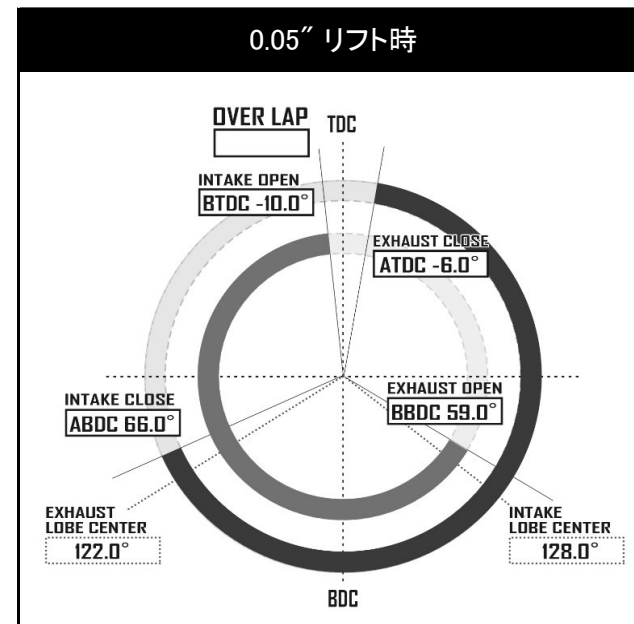 0.05″ リフト時
OVER LAP
TDC
INTAKE OPEN
BTDC -10.0°
EXHAUST CLOSE
ATDC -6.0°
INTAKE CLOSE
ABDC 66.0°
EXHAUST OPEN
BBDC 59.0°
EXHAUST
LOBE CENTER
122.0°
INTAKE
LOBE CENTER
128.0°
BDC